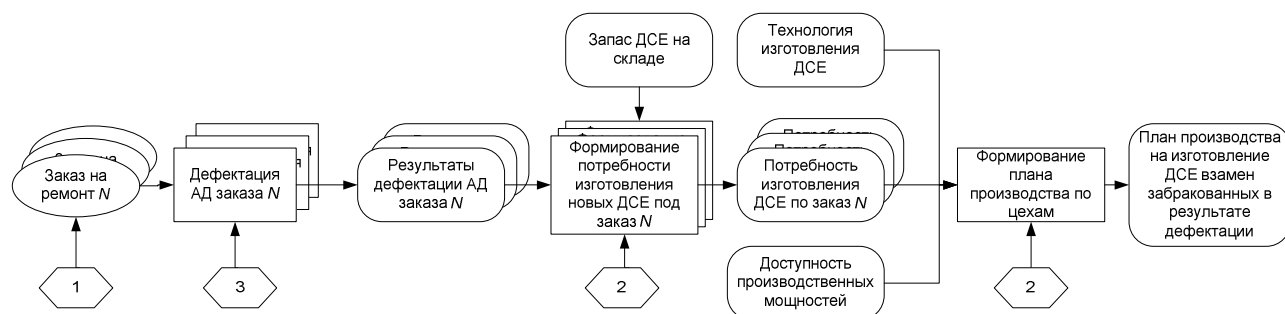 Запас ДСЕ на
складе
Технология
изготовления
ДСЕ
Заказ на
ремонт N
Дефектация
АД заказа N
Результаты
дефектации АД
заказа N
Формирование
потребности
изготовления
новых ДСЕ под
заказ N
Потребность
Потребность
Потребность
изготовления
ДСЕ по заказ N
Формирование
плана
производства по
цехам
План производства
на изготовление
ДСЕ взамен
забракованных в
результате
дефектации
Доступность
производственных
мощностей
1
3
2
2